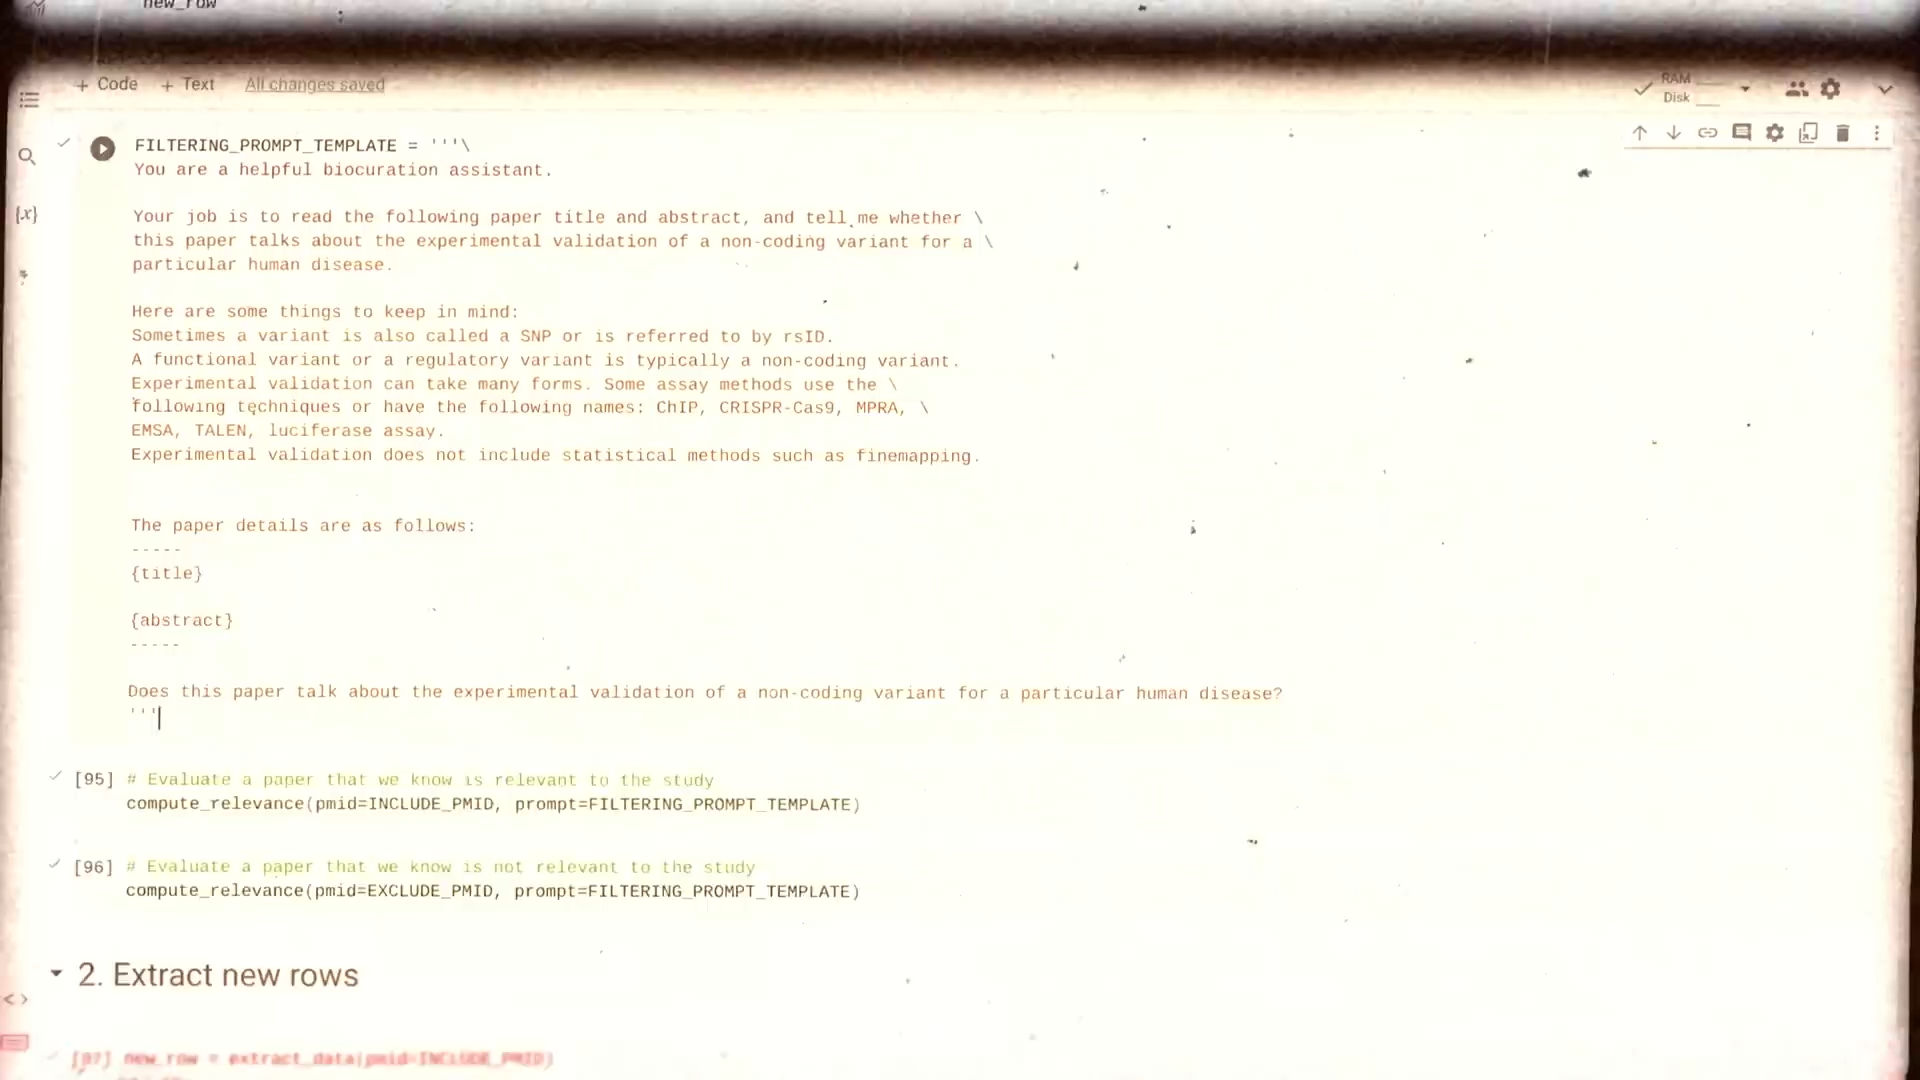 new_row
+ Code + Text All changes saved
RAM
Disk
{x}
FILTERING_PROMPT_TEMPLATE = '''\
You are a helpful biocuration assistant.
Your job is to read the following paper title and abstract, and tell me whether \
this paper talks about the experimental validation of a non-coding variant for a \
particular human disease.
Here are some things to keep in mind:
Sometimes a variant is also called a SNP or is referred to by rsID.
A functional variant or a regulatory variant is typically a non-coding variant.
Experimental validation can take many forms. Some assay methods use the \
following techniques or have the following names: ChIP, CRISPR-Cas9, MPRA, \
EMSA, TALEN, luciferase assay.
Experimental validation does not include statistical methods such as finemapping.
The paper details are as follows:
-----
{title}
{abstract}
-----
Does this paper talk about the experimental validation of a non-coding variant for a particular human disease?
'''
[95] # Evaluate a paper that we know is relevant to the study
compute_relevance(pmid=INCLUDE_PMID, prompt=FILTERING_PROMPT_TEMPLATE)
[96] # Evaluate a paper that we know is not relevant to the study
compute_relevance(pmid=EXCLUDE_PMID, prompt=FILTERING_PROMPT_TEMPLATE)
2. Extract new rows
[97] new_row = extract_data(pmid=INCLUDE_PMID)